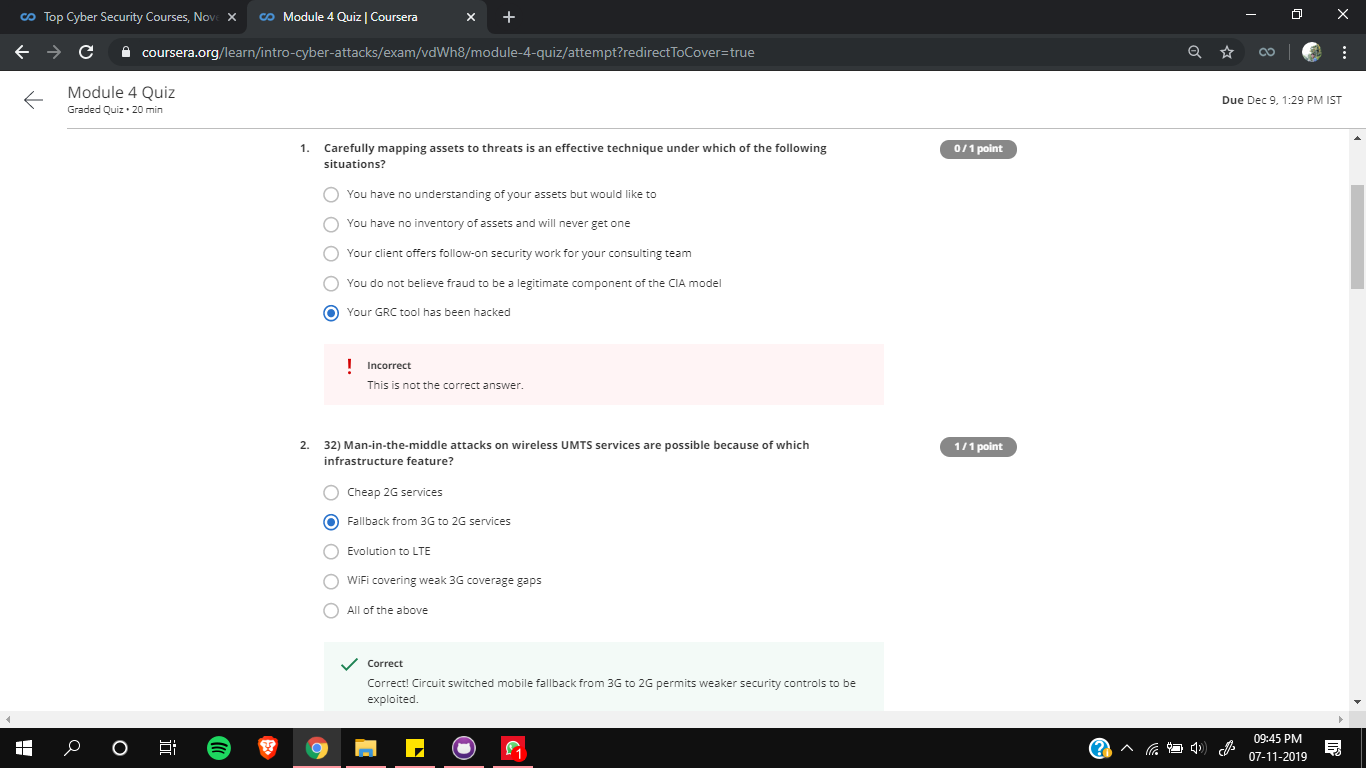 Top Cyber Security Courses, Nove
Module 4 Quiz | Coursera
coursera.org/learn/intro-cyber-attacks/exam/vdWh8/module-4-quiz/attempt?redirectToCover=true
Module 4 Quiz
Graded Quiz • 20 min
Due Dec 9, 1:29 PM IST
1. Carefully mapping assets to threats is an effective technique under which of the following
situations?
0 / 1 point
You have no understanding of your assets but would like to
You have no inventory of assets and will never get one
Your client offers follow-on security work for your consulting team
You do not believe fraud to be a legitimate component of the CIA model
Your GRC tool has been hacked
! Incorrect
This is not the correct answer.
2. 32) Man-in-the-middle attacks on wireless UMTS services are possible because of which
infrastructure feature?
1 / 1 point
Cheap 2G services
Fallback from 3G to 2G services
Evolution to LTE
WiFi covering weak 3G coverage gaps
All of the above
Correct
Correct! Circuit switched mobile fallback from 3G to 2G permits weaker security controls to be
exploited.
1
09:45 PM
07-11-2019